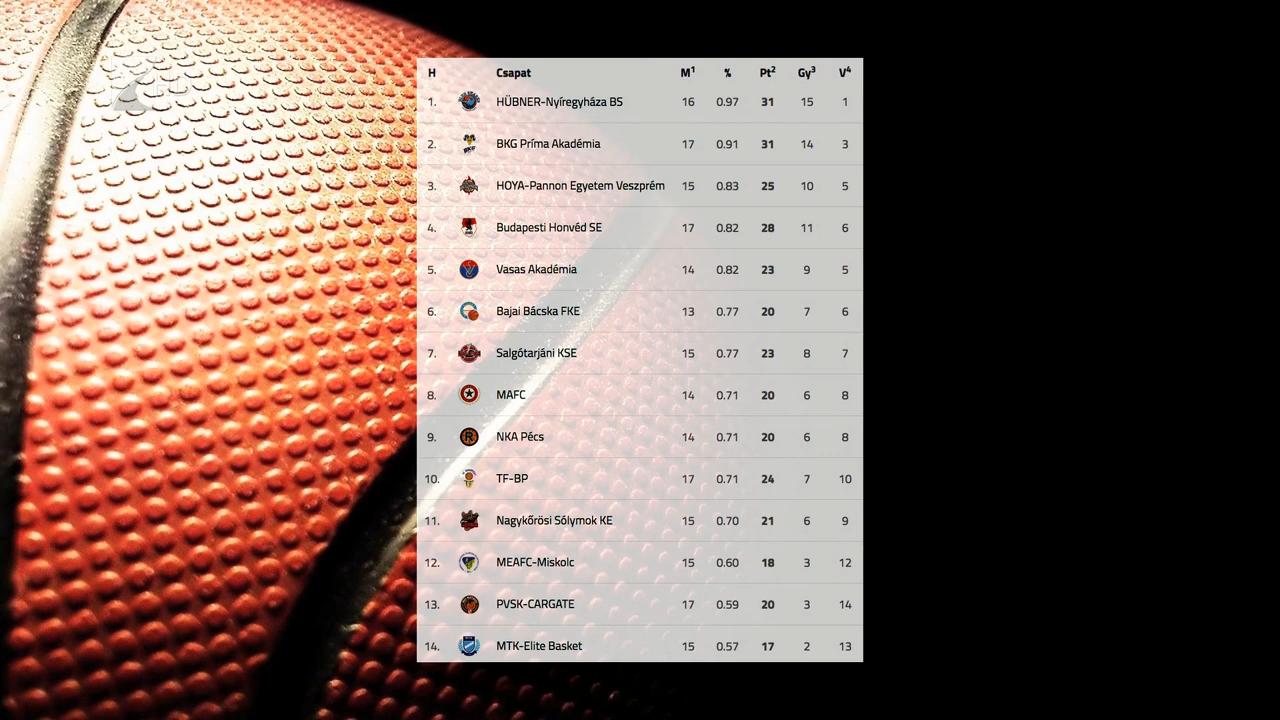 H Csapat M¹ % Pt² Gy³ V⁴
1. HÜBNER-Nyíregyháza BS 16 0.97 31 15 1
2. BKG Príma Akadémia 17 0.91 31 14 3
3. HOYA-Pannon Egyetem Veszprém 15 0.83 25 10 5
4. Budapesti Honvéd SE 17 0.82 28 11 6
5. Vasas Akadémia 14 0.82 23 9 5
6. Bajai Bácska FKE 13 0.77 20 7 6
7. Salgótarjáni KSE 15 0.77 23 8 7
8. MAFC 14 0.71 20 6 8
9. NKA Pécs 14 0.71 20 6 8
10. TF-BP 17 0.71 24 7 10
11. Nagykőrösi Sólymok KE 15 0.70 21 6 9
12. MEAFC-Miskolc 15 0.60 18 3 12
13. PVSK-CARGATE 17 0.59 20 3 14
14. MTK-Elite Basket 15 0.57 17 2 13